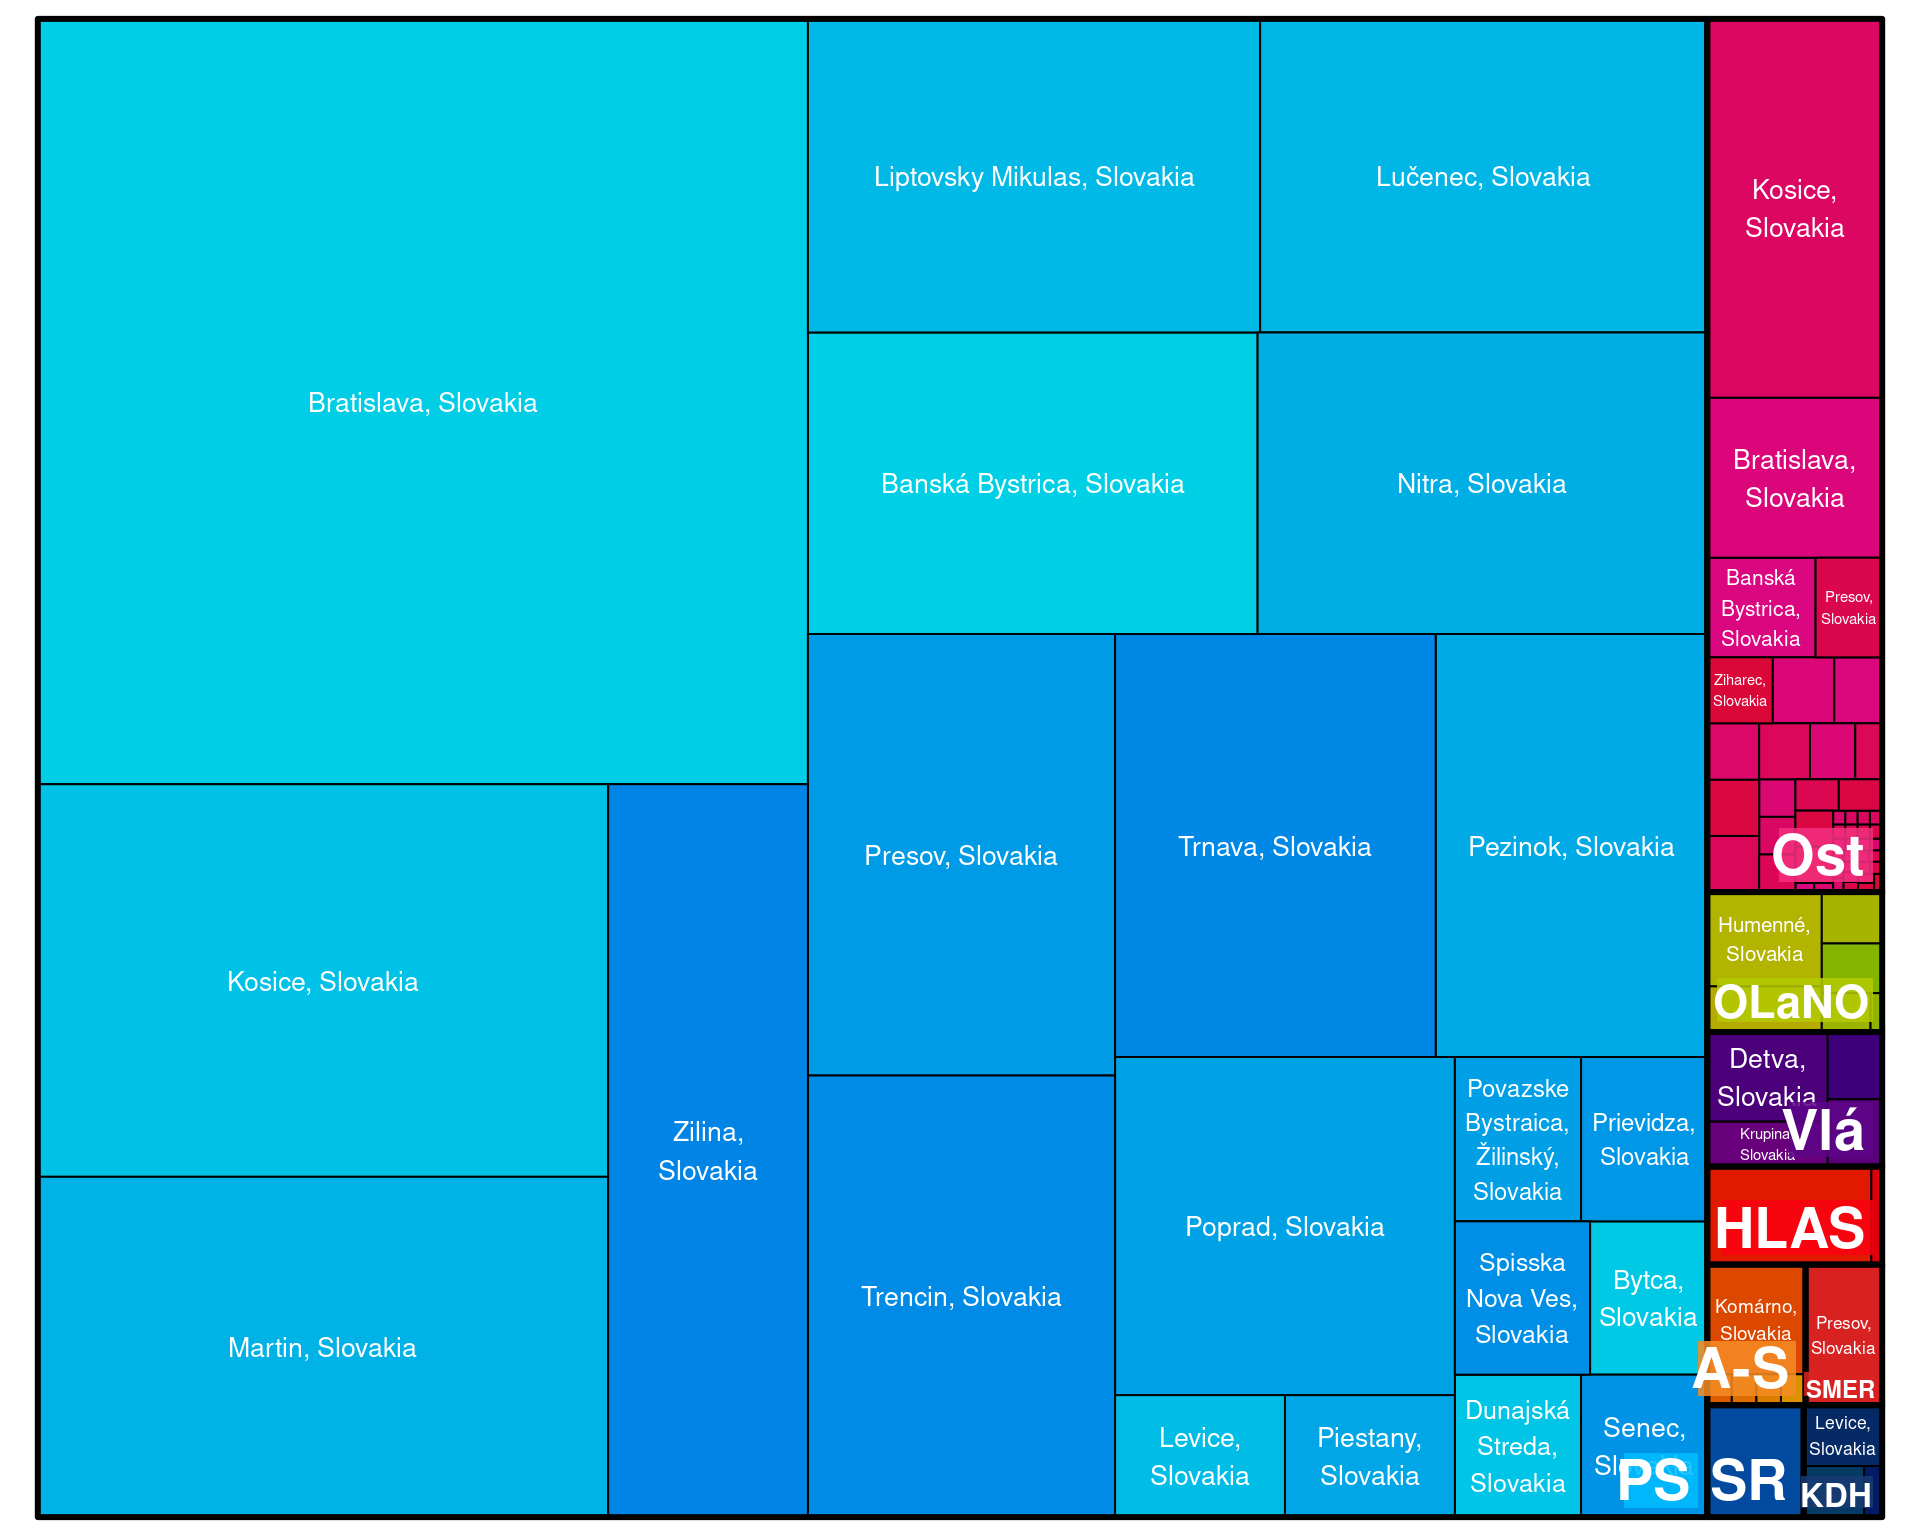 Bratislava, Slovakia
Liptovsky Mikulas, Slovakia
Lučenec, Slovakia
Banská Bystrica, Slovakia
Nitra, Slovakia
Kosice, Slovakia
Martin, Slovakia
Zilina,
Slovakia
Presov, Slovakia
Trnava, Slovakia
Pezinok, Slovakia
Trencin, Slovakia
Poprad, Slovakia
Povazske
Bystraica,
Žilinský,
Slovakia
Prievidza,
Slovakia
Spisska
Nova Ves,
Slovakia
Bytca,
Slovakia
Levice,
Slovakia
Piestany,
Slovakia
Dunajská
Streda,
Slovakia
Senec,
Slovakia
PS
Kosice,
Slovakia
Bratislava,
Slovakia
Banská
Bystrica,
Slovakia
Presov,
Slovakia
Ziharec,
Slovakia
Ost
Humenné,
Slovakia
OLaNO
Detva,
Slovakia
Krupina
Slovakia
Vlá
HLAS
Komárno,
Slovakia
A-S
Presov,
Slovakia
SMER
SR
Levice,
Slovakia
KDH